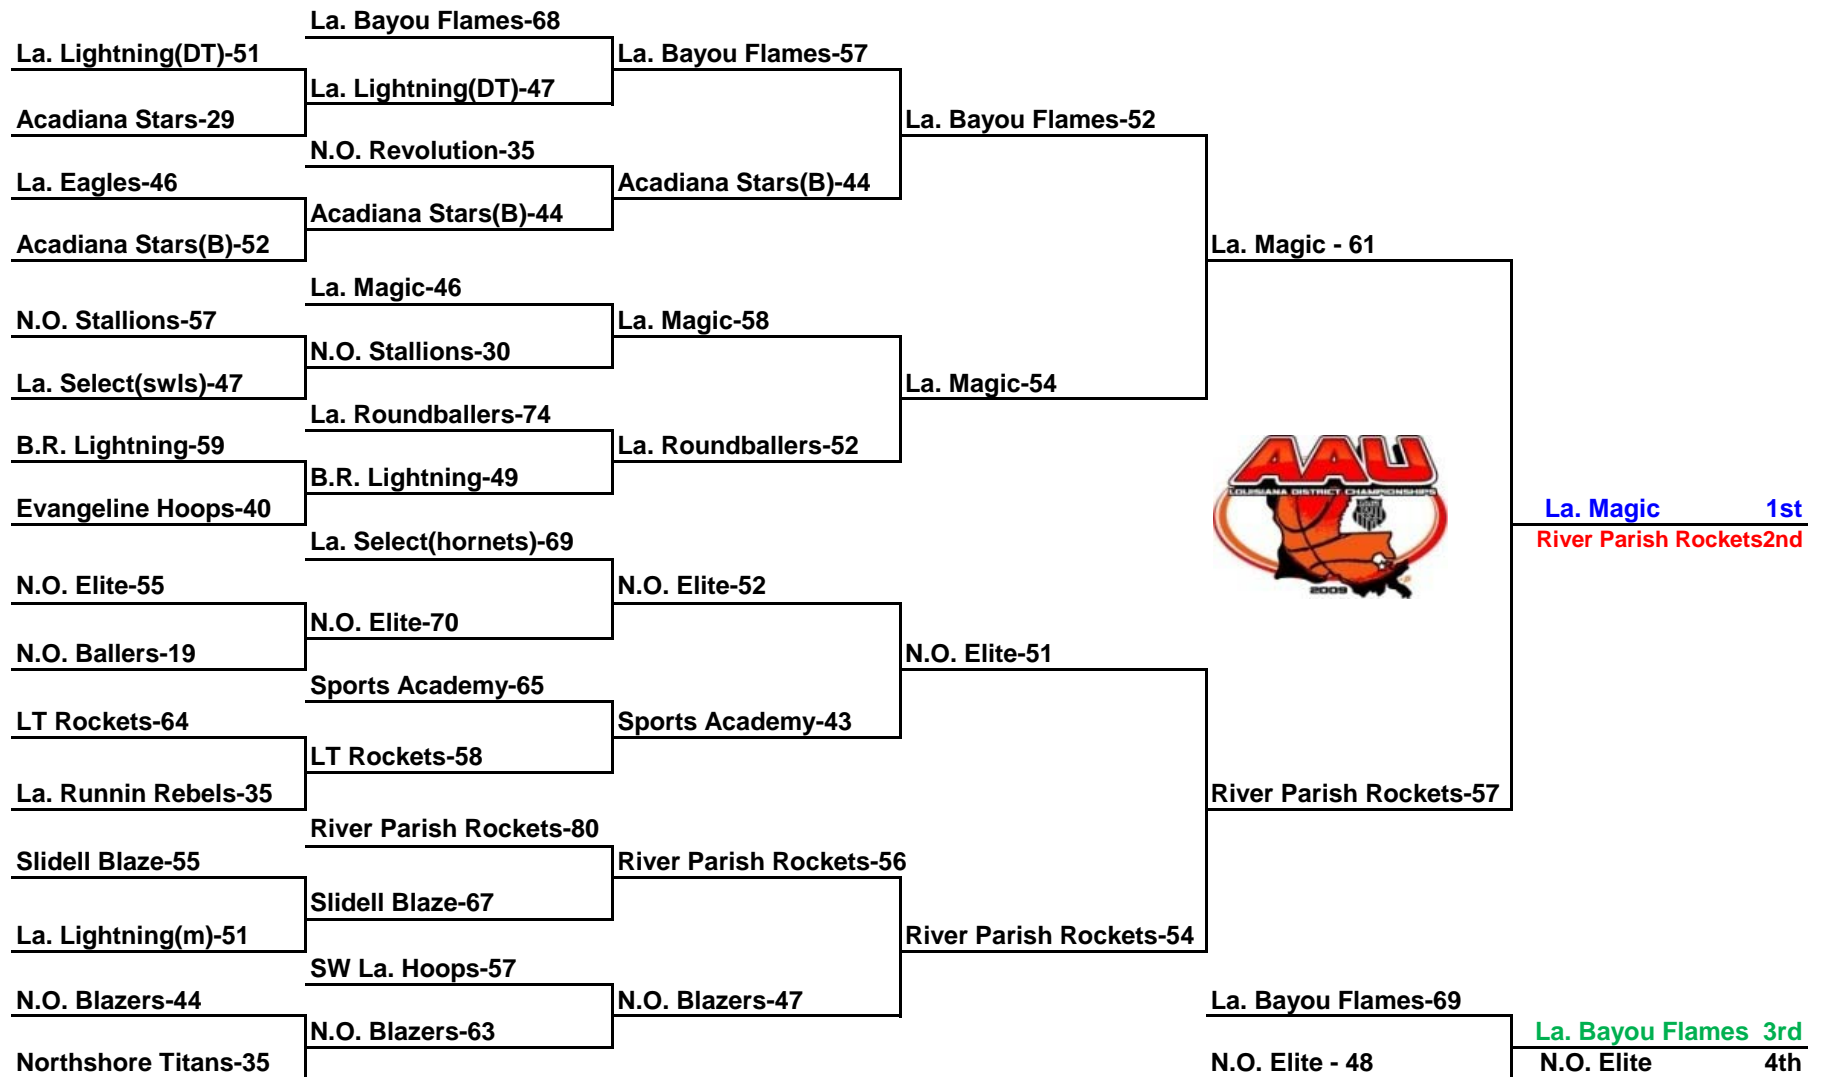 La. Bayou Flames-68
La. Lightning(DT)-51
La. Bayou Flames-57
La. Lightning(DT)-47
Acadiana Stars-29
La. Bayou Flames-52
N.O. Revolution-35
La. Eagles-46
Acadiana Stars(B)-44
Acadiana Stars(B)-44
Acadiana Stars(B)-52
La. Magic - 61
La. Magic-46
N.O. Stallions-57
La. Magic-58
N.O. Stallions-30
La. Select(swls)-47
La. Magic-54
La. Roundballers-74
B.R. Lightning-59
La. Roundballers-52
B.R. Lightning-49
AAU
LOUISIANA DISTRICT CHAMPIONSHIPS
Evangeline Hoops-40
La. Magic 1st
River Parish Rockets2nd
La. Select(hornets)-69
N.O. Elite-55
N.O. Elite-52
2009
N.O. Elite-70
N.O. Ballers-19
N.O. Elite-51
Sports Academy-65
LT Rockets-64
Sports Academy-43
LT Rockets-58
La. Runnin Rebels-35
River Parish Rockets-57
River Parish Rockets-80
Slidell Blaze-55
River Parish Rockets-56
Slidell Blaze-67
La. Lightning(m)-51
River Parish Rockets-54
SW La. Hoops-57
N.O. Blazers-44
N.O. Blazers-47
La. Bayou Flames-69
N.O. Blazers-63
La. Bayou Flames 3rd
Northshore Titans-35
N.O. Elite - 48
N.O. Elite 4th